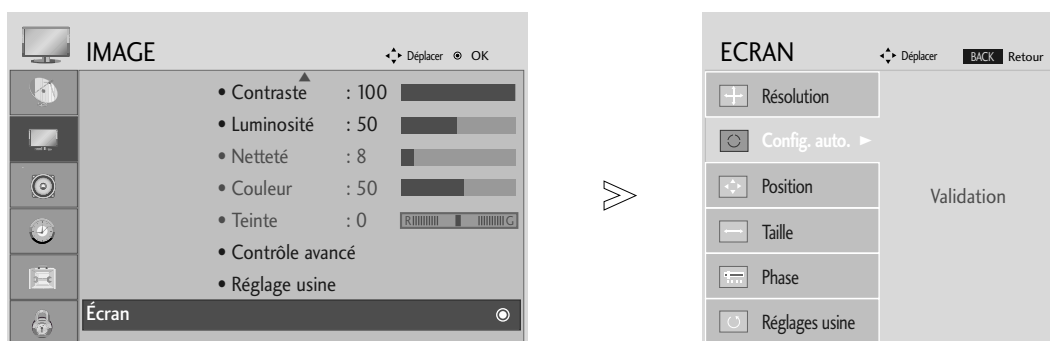 IMAGE
Déplacer OK
• Contraste : 100
• Luminosité : 50
• Netteté : 8
• Couleur : 50
• Teinte : 0 R G
• Contrôle avancé
• Réglage usine
Écran
ECRAN
Déplacer BACK Retour
Résolution
Config. auto.
Position
Taille
Phase
Réglages usine
Validation